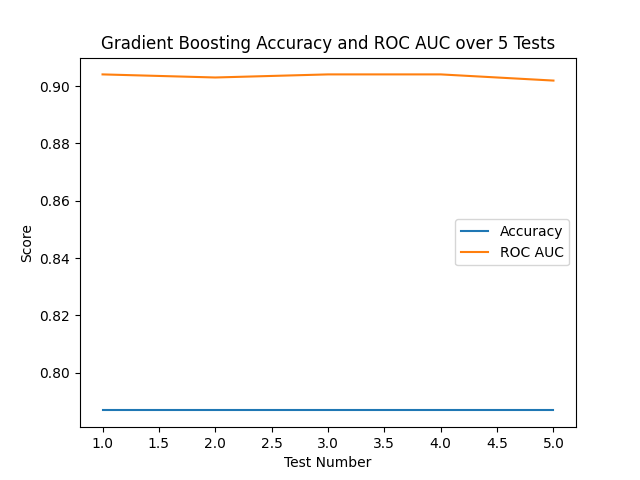 Gradient Boosting Accuracy and ROC AUC over 5 Tests
0.90
0.88
0.86
0.84
0.82
0.80
Score
Accuracy
ROC AUC
1.0 1.5 2.0 2.5 3.0 3.5 4.0 4.5 5.0
Test Number